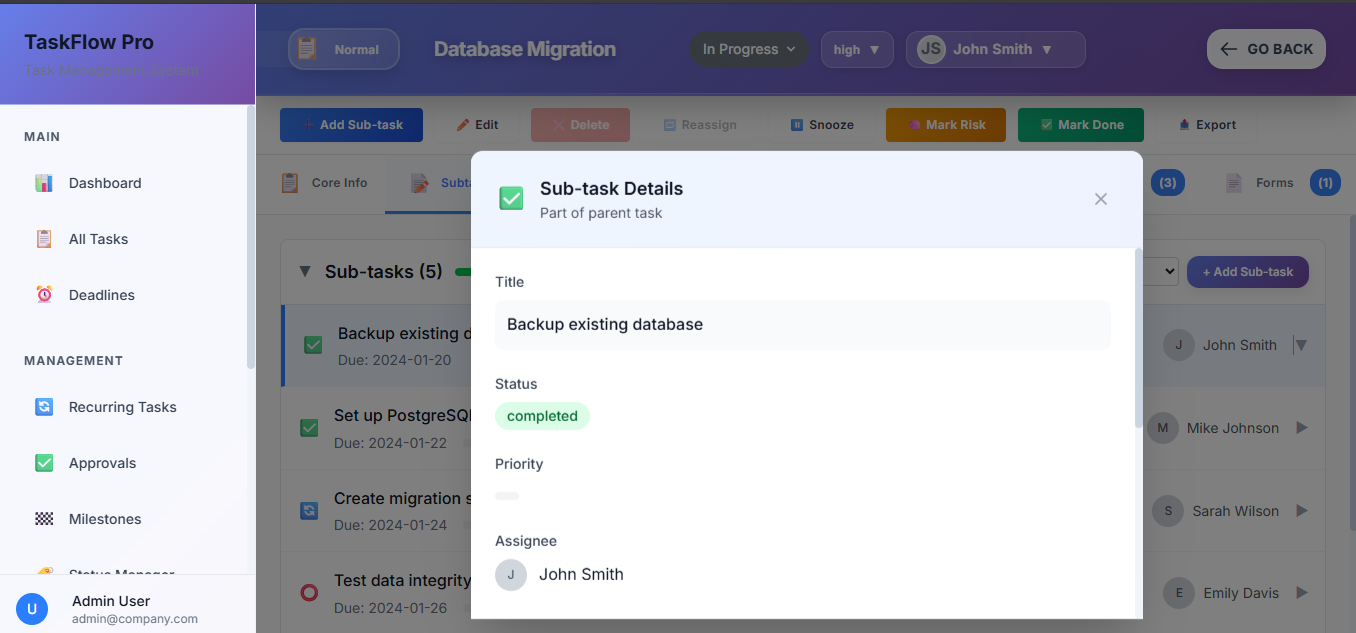 TaskFlow Pro
Task Management System
MAIN
Dashboard
All Tasks
Deadlines
MANAGEMENT
Recurring Tasks
Approvals
Milestones
Status Manager
U
Admin User
admin@company.com
Normal
Database Migration
In Progress
high ▼
JS John Smith ▼
← GO BACK
Add Sub-task
Edit
Delete
Reassign
Snooze
Mark Risk
Mark Done
Export
Core Info
Subta
(3)
Forms
(1)
▼ Sub-tasks (5)
+ Add Sub-task
Backup existing d
Due: 2024-01-20
J John Smith
Set up PostgreSQL
Due: 2024-01-22
M Mike Johnson
Create migration s
Due: 2024-01-24
S Sarah Wilson
Test data integrity
Due: 2024-01-26
E Emily Davis
Sub-task Details
Part of parent task
×
Title
Backup existing database
Status
completed
Priority
Assignee
J John Smith